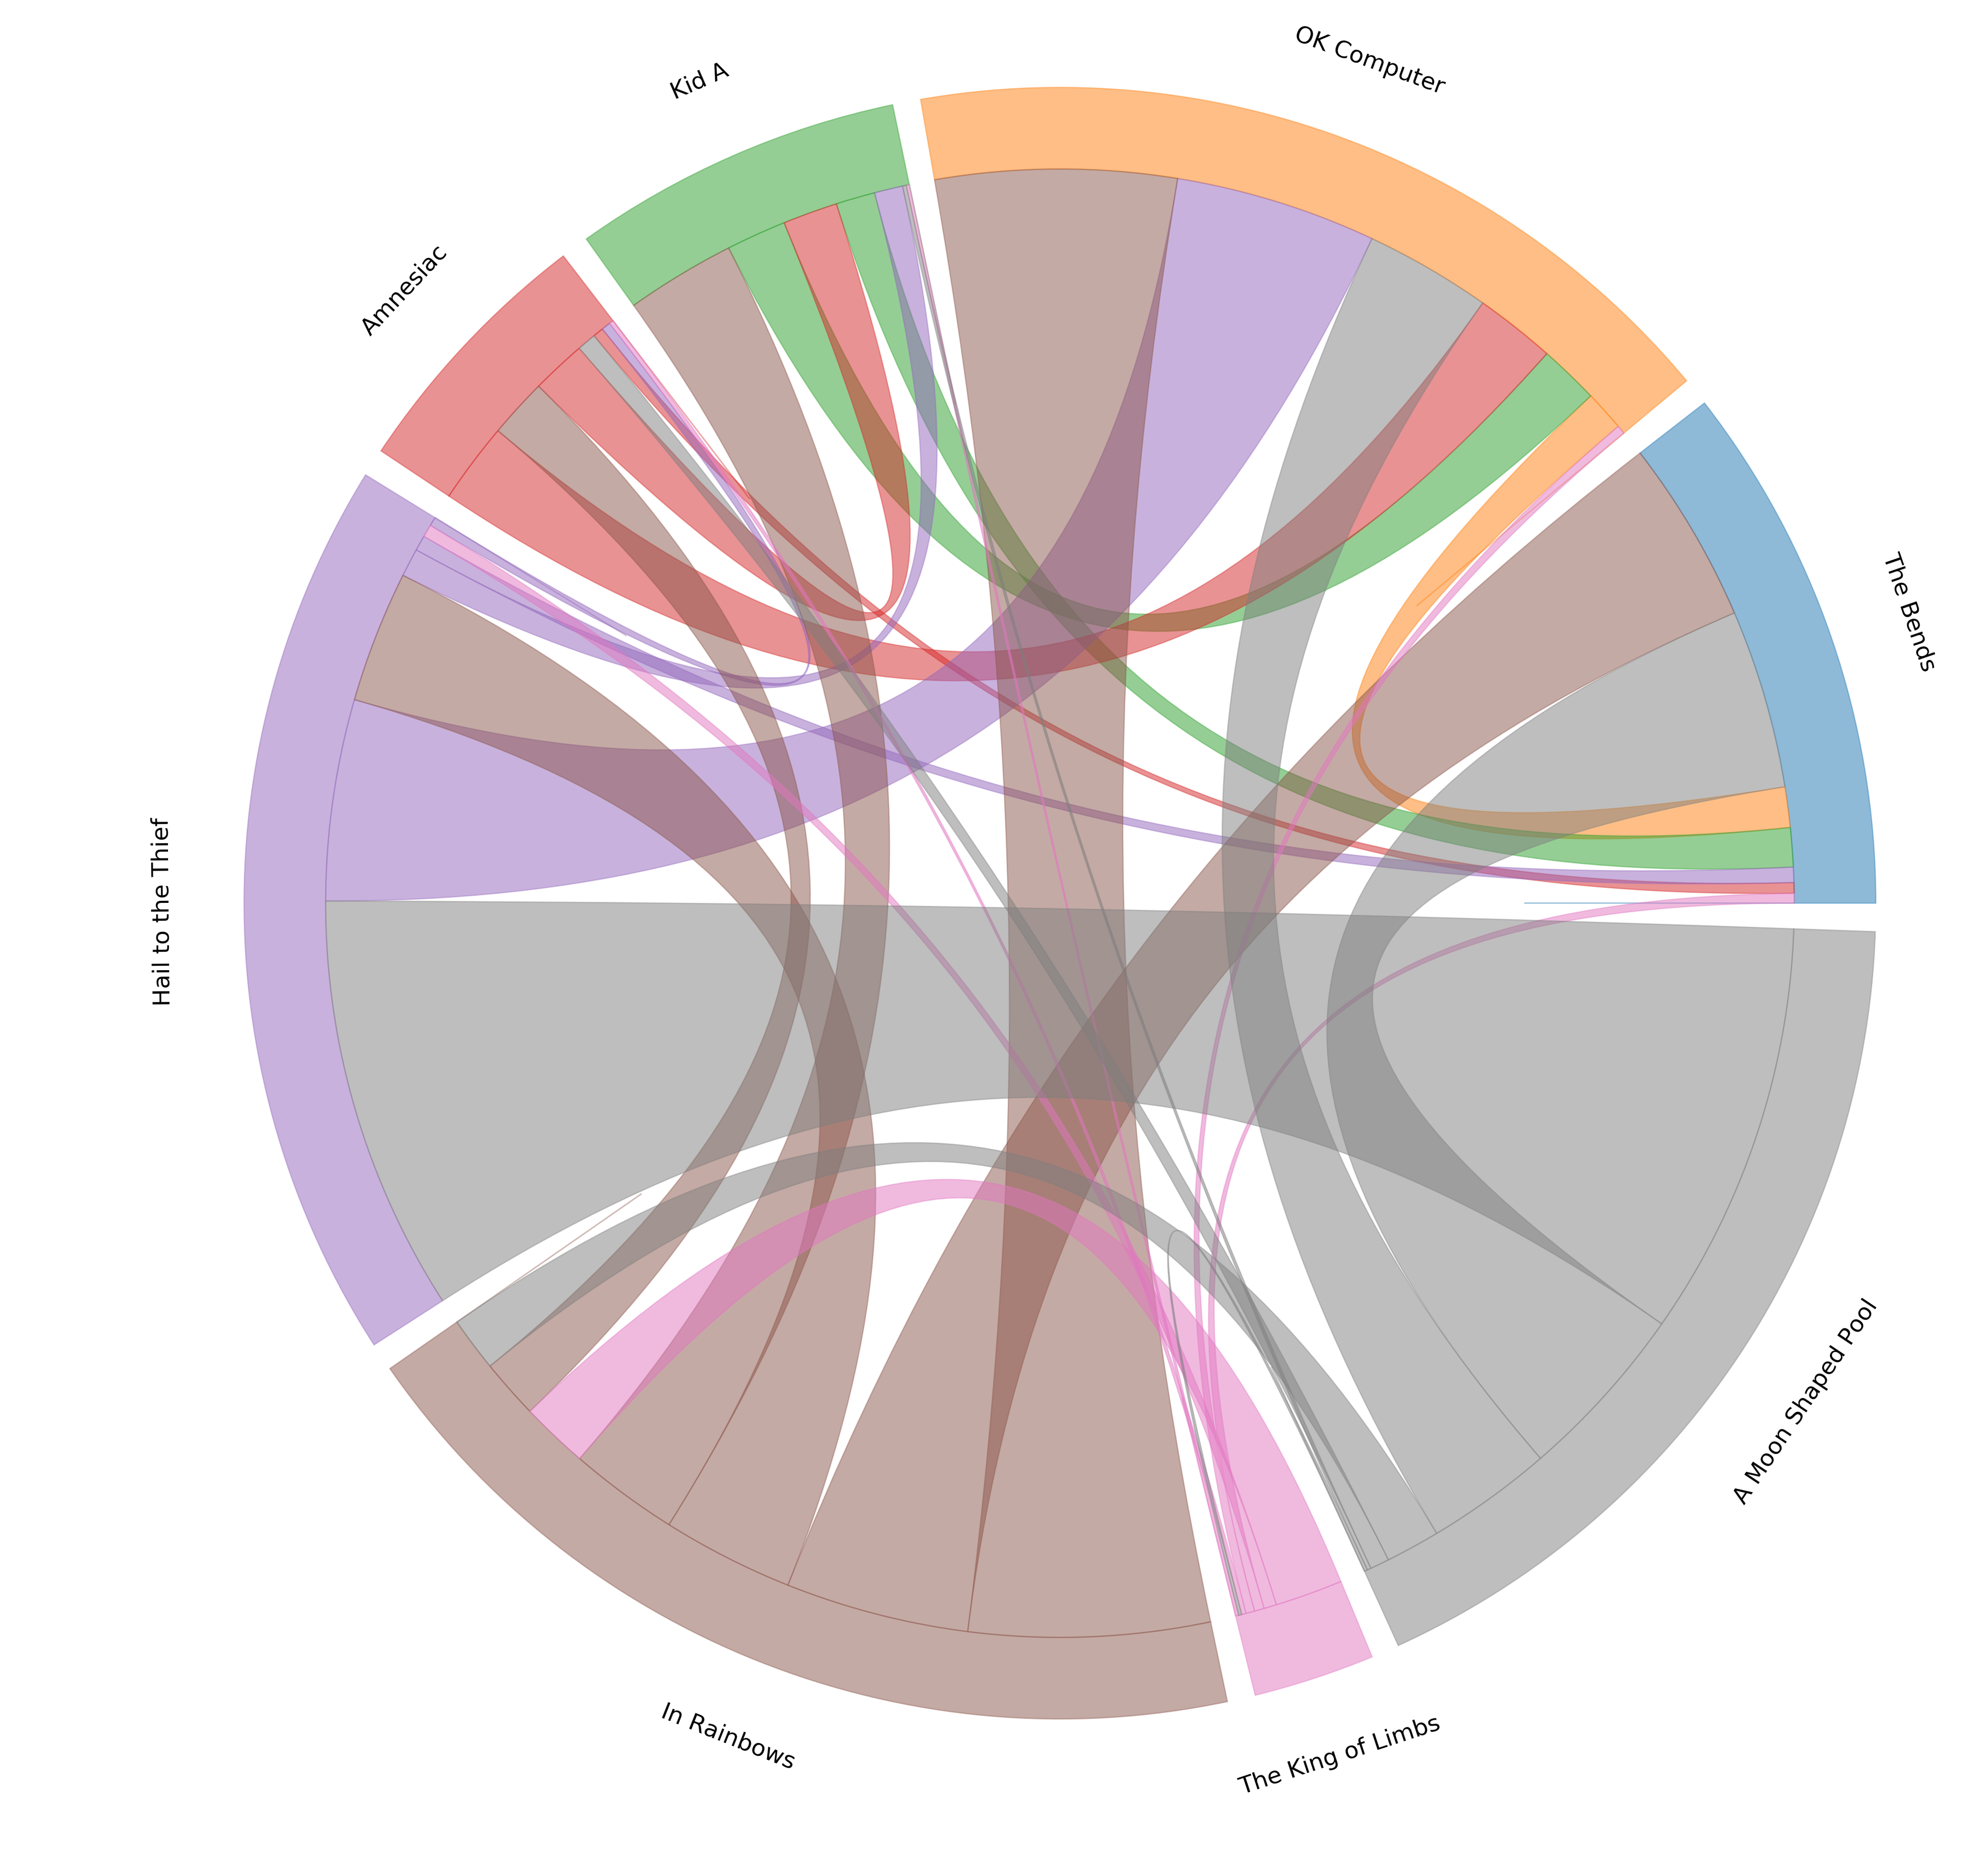 OK Computer
Kid A
Amnesiac
The Bends
Hail to the Thief
A Moon Shaped Pool
In Rainbows
The King of Limbs